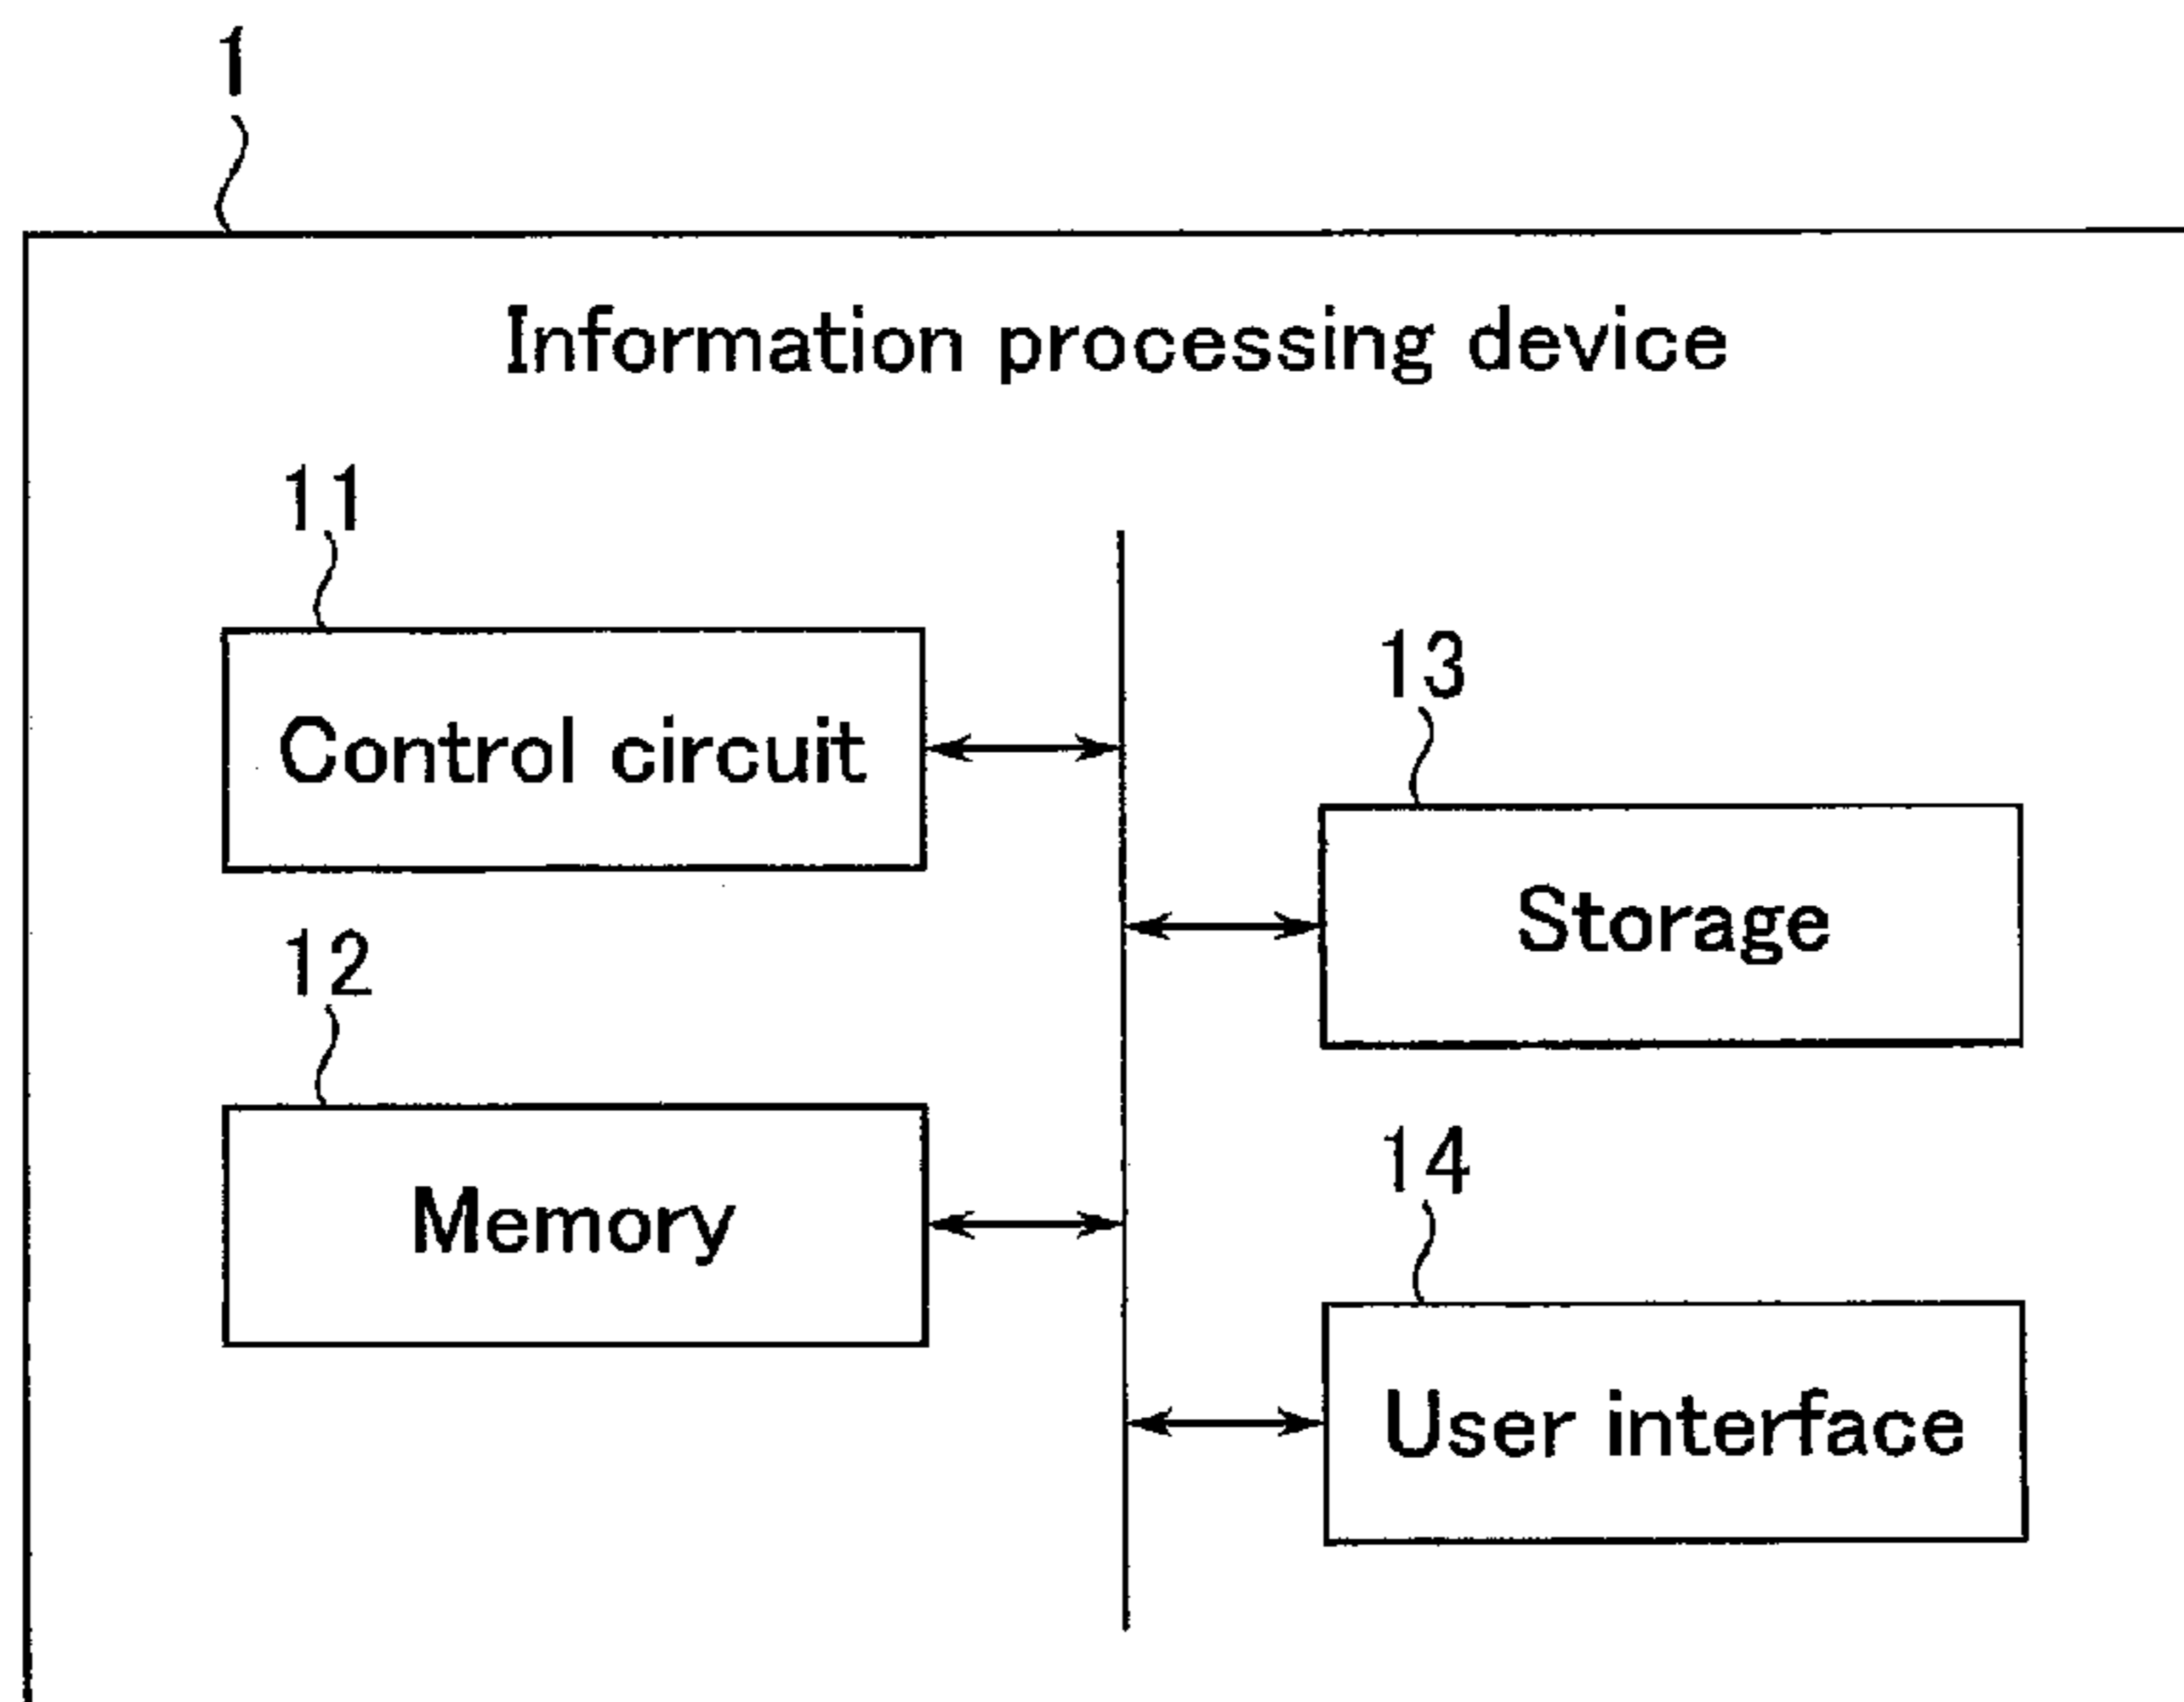 1
Information processing device
11
Control circuit
13
Storage
12
Memory
14
User interface